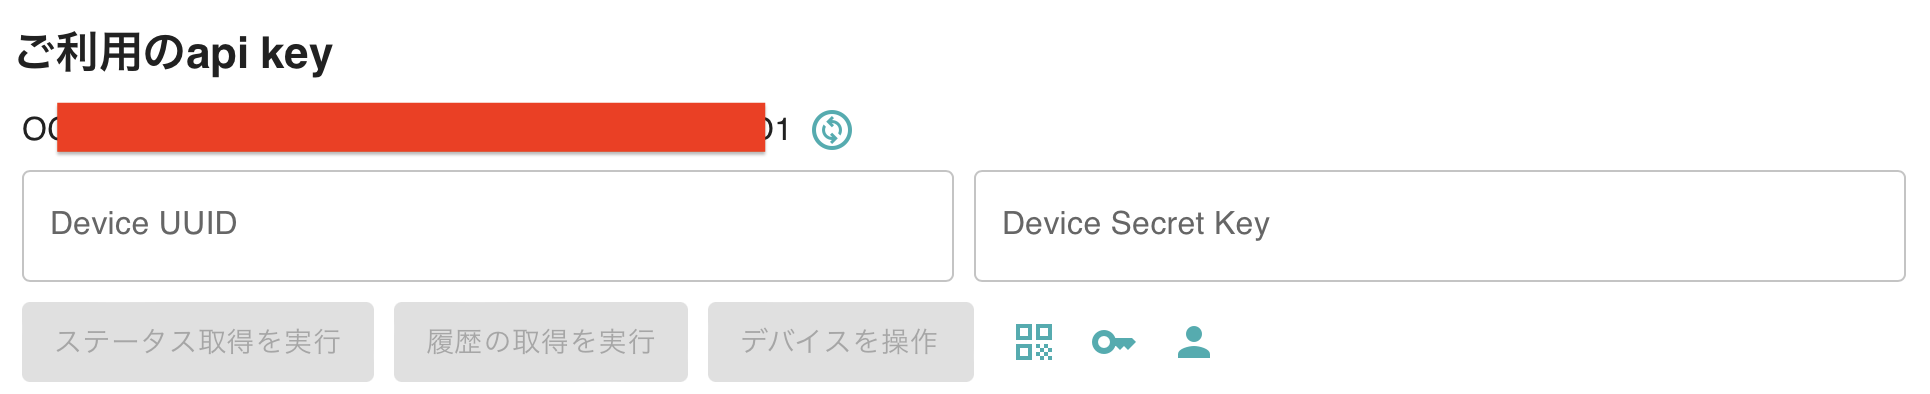 ご利用のapi key
Device UUID
Device Secret Key
ステータス取得を実行
履歴の取得を実行
デバイスを操作